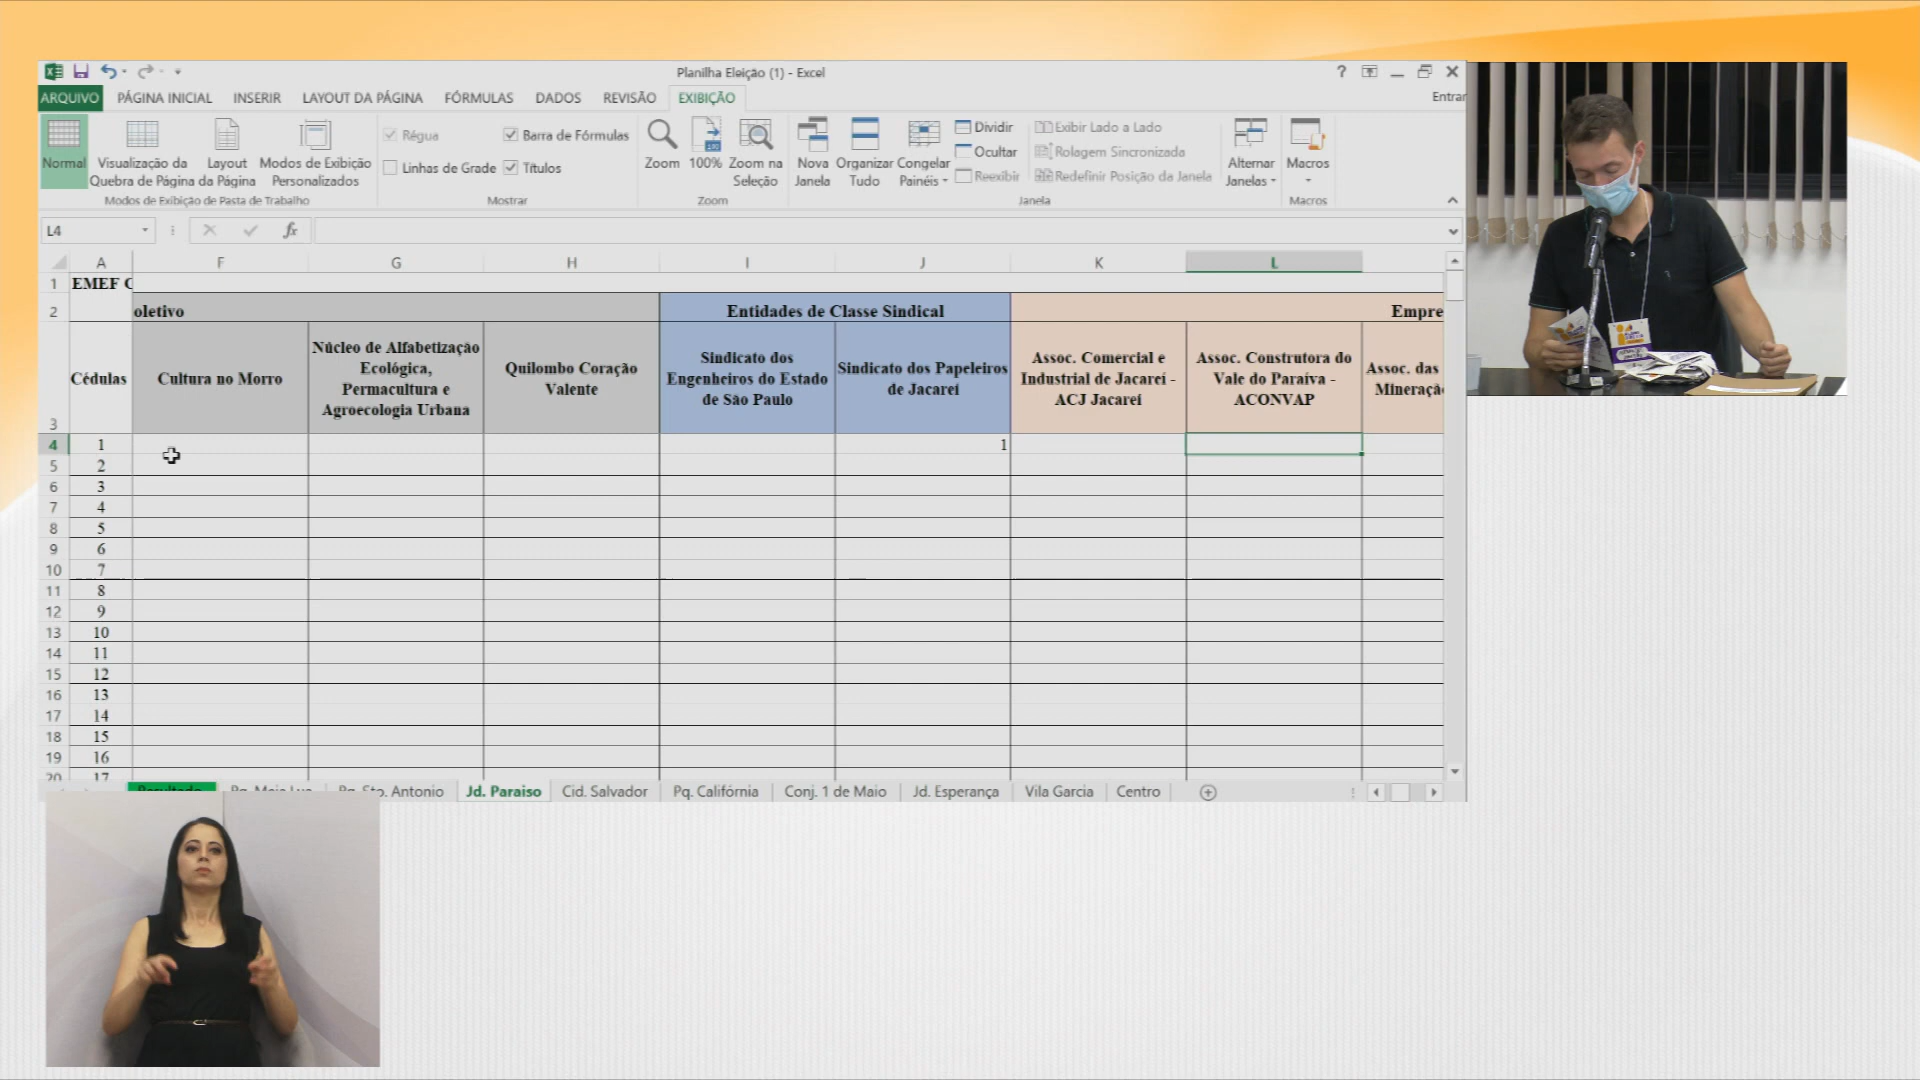 Planilha Eleição (1) - Excel
?
ARQUIVO PÁGINA INICIAL INSERIR LAYOUT DA PÁGINA FÓRMULAS DADOS REVISÃO EXIBIÇÃO Entrar
Normal
Visualização da
Quebra de Página
Layout
da Página
Modos de Exibição
Personalizados
Modos de Exibição de Pasta de Trabalho
Régua
Barra de Fórmulas
Linhas de Grade
Títulos
Mostrar
Zoom
100%
Zoom na
Seleção
Zoom
Nova
Janela
Organizar
Tudo
Congelar
Painéis
Dividir
Ocultar
Reexibir
Exibir Lado a Lado
Rolagem Sincronizada
Redefinir Posição da Janela
Janela
Alternar
Janelas
Macros
Macros
L4
fx
A F G H I J K L
1 EMEF C
2 oletivo Entidades de Classe Sindical Empre
3
Cédulas
Cultura no Morro
Núcleo de Alfabetização
Ecológica,
Permacultura e
Agroecologia Urbana
Quilombo Coração
Valente
Sindicato dos
Engenheiros do Estado
de São Paulo
Sindicato dos Papeleiros
de Jacareí
Assoc. Comercial e
Industrial de Jacareí -
ACJ Jacareí
Assoc. Construtora do
Vale do Paraíva -
ACONVAP
Assoc. das
Mineraçã
4 1 1
5 2
6 3
7 4
8 5
9 6
10 7
11 8
12 9
13 10
14 11
15 12
16 13
17 14
18 15
19 16
20 17
Resultado Pq. Meia Lua Pq. Sto. Antonio Jd. Paraiso Cid. Salvador Pq. Califórnia Conj. 1 de Maio Jd. Esperança Vila Garcia Centro